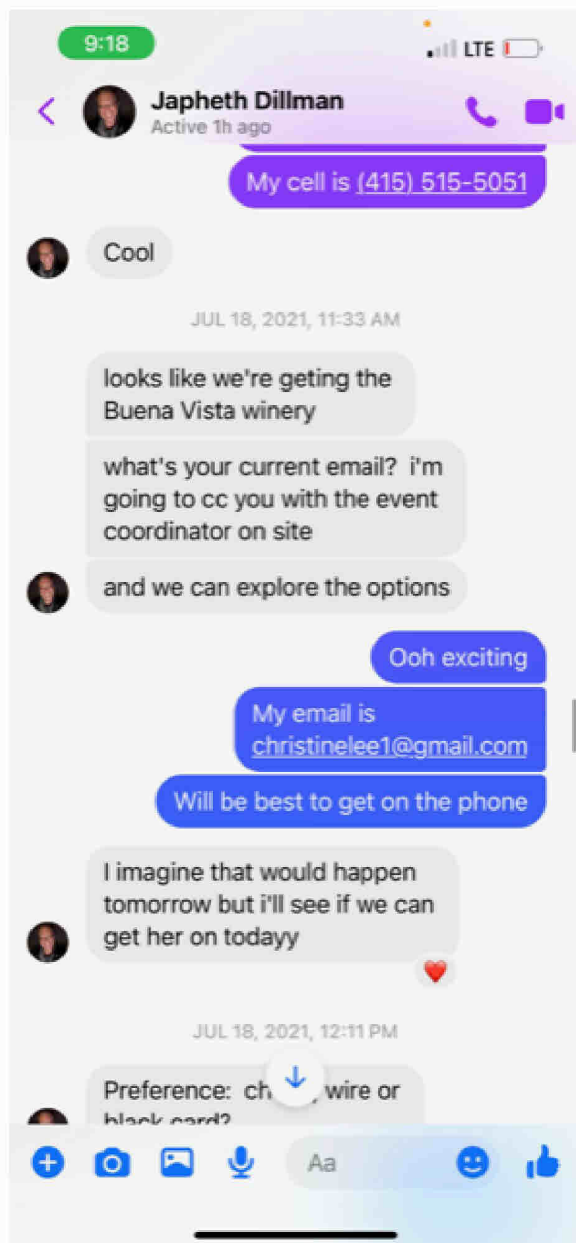 9:18
LTE
Japheth Dillman
Active 1h ago
My cell is (415) 515-5051
Cool
JUL 18, 2021, 11:33 AM
looks like we're geting the
Buena Vista winery
what's your current email?  i'm
going to cc you with the event
coordinator on site
and we can explore the options
Ooh exciting
My email is
christinelee1@gmail.com
Will be best to get on the phone
I imagine that would happen
tomorrow but i'll see if we can
get her on todayy
JUL 18, 2021, 12:11 PM
Preference: wire or
black card?
Aa